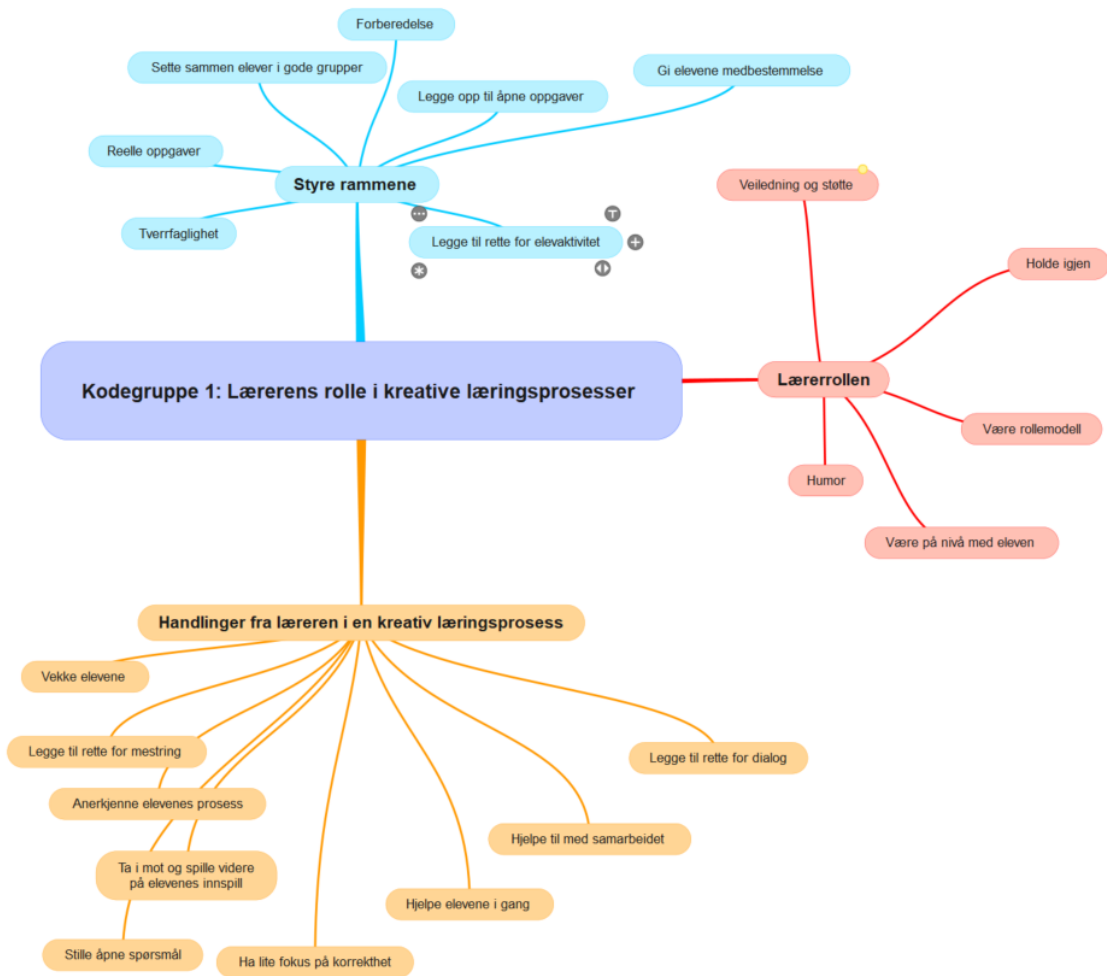 Forberedelse
Sette sammen elever i gode grupper
Gi elevene medbestemmelse
Legge opp til åpne oppgaver
Reelle oppgaver
Styre rammene
Tverrfaglighet
Legge til rette for elevaktivitet
Veiledning og støtte
Holde igjen
Kodegruppe 1: Lærerens rolle i kreative læringsprosesser
Lærerrollen
Være rollemodell
Humor
Være på nivå med eleven
Handlinger fra læreren i en kreativ læringsprosess
Vekke elevene
Legge til rette for mestring
Legge til rette for dialog
Anerkjenne elevenes prosess
Hjelpe til med samarbeidet
Ta i mot og spille videre
på elevenes innspill
Hjelpe elevene i gang
Stille åpne spørsmål
Ha lite fokus på korrekthet